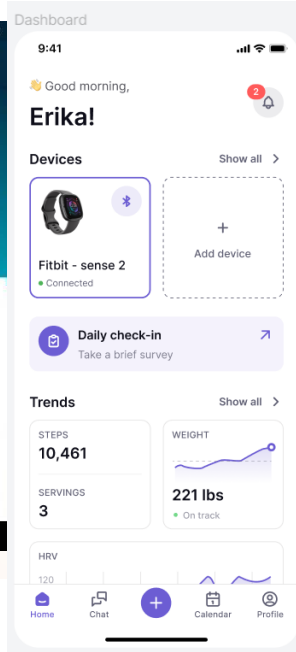 Dashboard
9:41
👋 Good morning,
2
Erika!
Devices
Show all
Fitbit - sense 2
Connected
+
Add device
Daily check-in
Take a brief survey
Trends
Show all
STEPS
10,461
SERVINGS
3
WEIGHT
221 lbs
On track
HRV
120
Home
Chat
+
Calendar
Profile